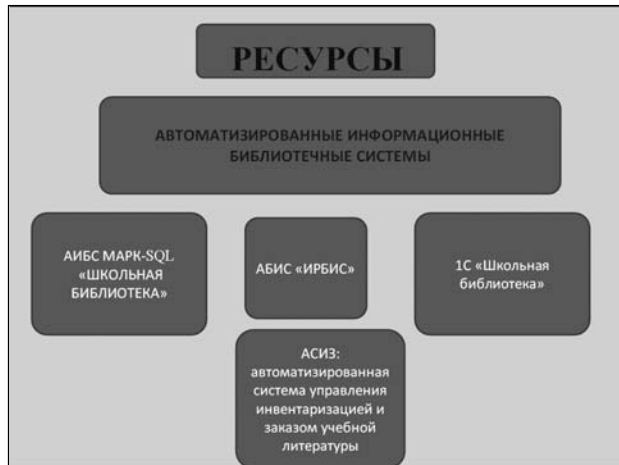 РЕСУРСЫ
АВТОМАТИЗИРОВАННЫЕ ИНФОРМАЦИОННЫЕ
БИБЛИОТЕЧНЫЕ СИСТЕМЫ
АИБС МАРК-SQL
«ШКОЛЬНАЯ
БИБЛИОТЕКА»
АБИС «ИРБИС»
1С «Школьная
библиотека»
АСИЗ:
автоматизированная
система управления
инвентаризацией и
заказом учебной
литературы